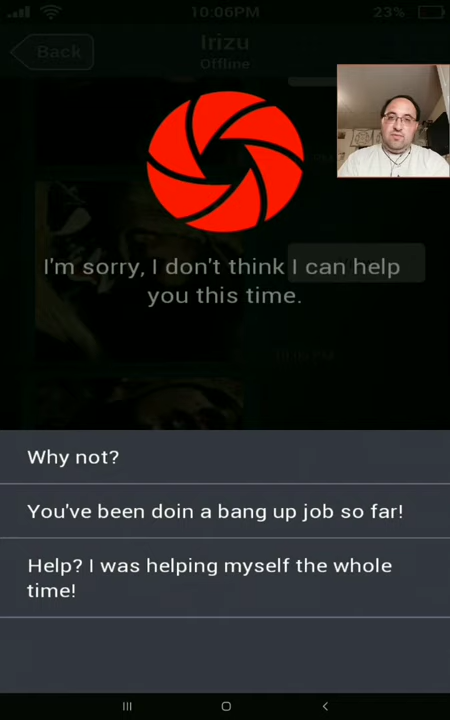 10:06PM
23%
Irizu
Back
Offline
I'm sorry, I don't think I can help
you this time.
Why not?
You've been doin a bang up job so far!
Help? I was helping myself the whole
time!